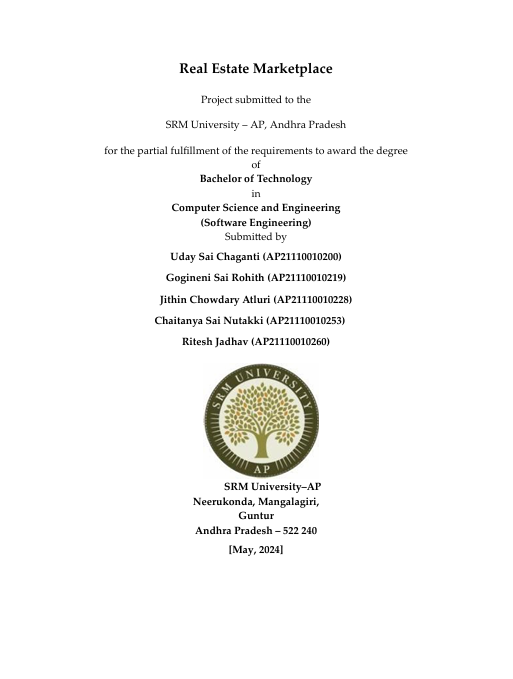 Real Estate Marketplace
Project submitted to the
SRM University – AP, Andhra Pradesh
for the partial fulfillment of the requirements to award the degree
of
Bachelor of Technology
in
Computer Science and Engineering
(Software Engineering)
Submitted by
Uday Sai Chaganti (AP21110010200)
Gogineni Sai Rohith (AP21110010219)
Jithin Chowdary Atluri (AP21110010228)
Chaitanya Sai Nutakki (AP21110010253)
Ritesh Jadhav (AP21110010260)
SRM UNIVERSITY
AP
SRM University–AP
Neerukonda, Mangalagiri,
Guntur
Andhra Pradesh – 522 240
[May, 2024]